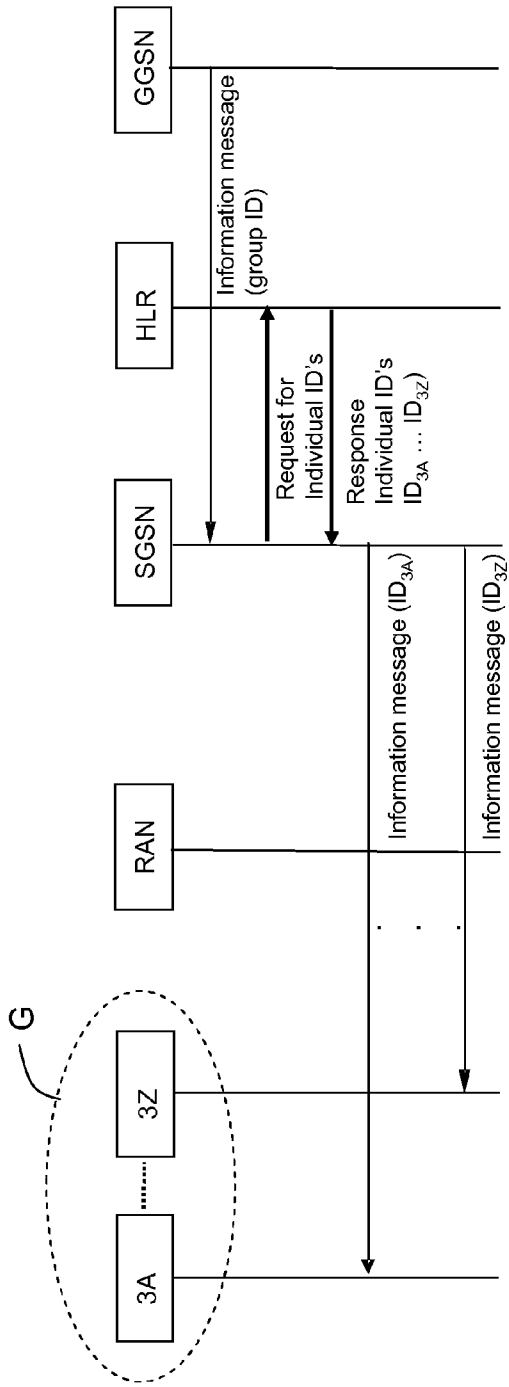 G
3A
3Z
RAN
SGSN
HLR
GGSN
Information message
(group ID)
Request for
Individual ID's
Response
Individual ID's
ID3A ... ID3Z
Information message (ID3A)
. . .
Information message (ID3Z)